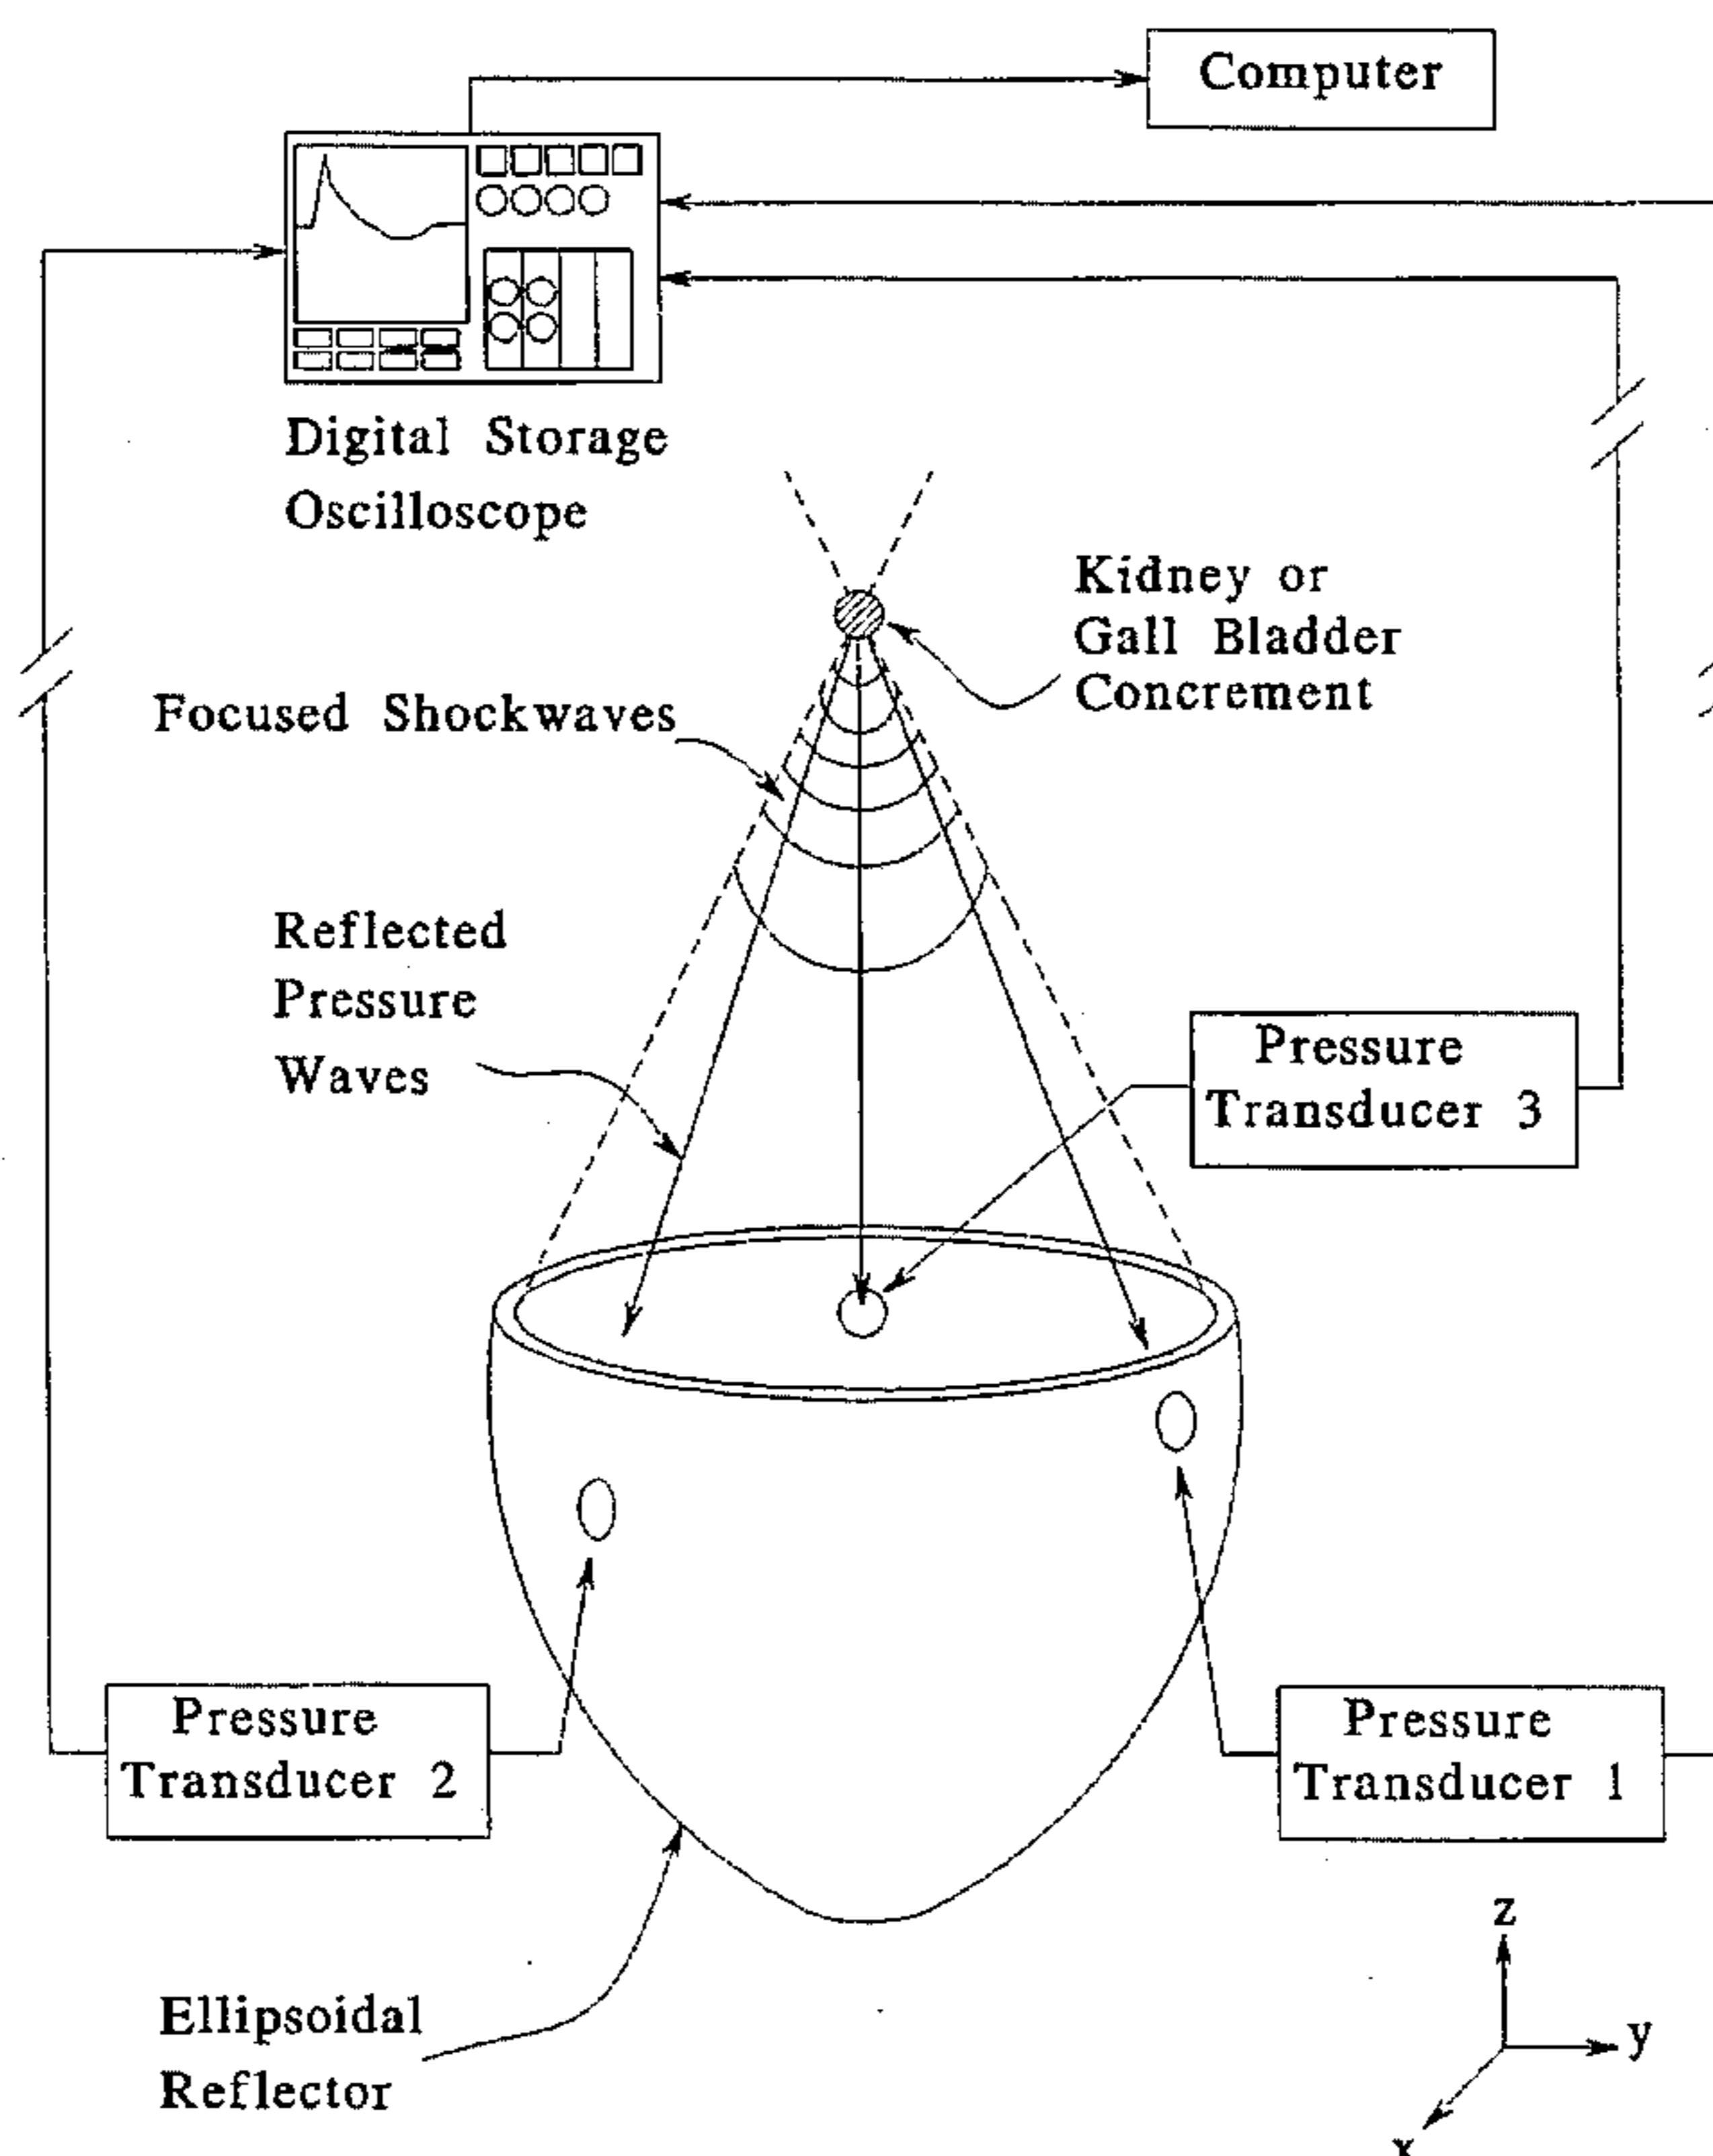 Computer
Digital Storage
Oscilloscope
Kidney or
Gall Bladder
Concrement
Focused Shockwaves
Reflected
Pressure
Waves
Pressure
Transducer 3
Pressure
Transducer 2
Pressure
Transducer 1
Ellipsoidal
Reflector
z
y
x